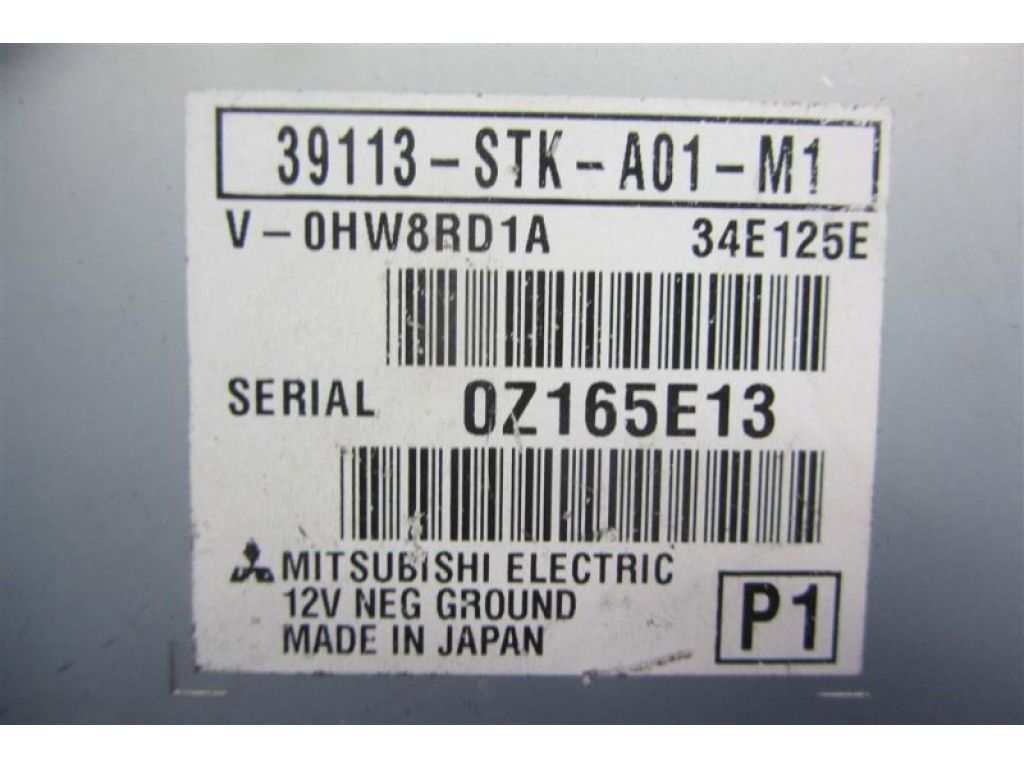 39113-STK-A01-M1
V-0HW8RD1A 34E125E
SERIAL 0Z165E13
MITSUBISHI ELECTRIC
12V NEG GROUND
MADE IN JAPAN
P1